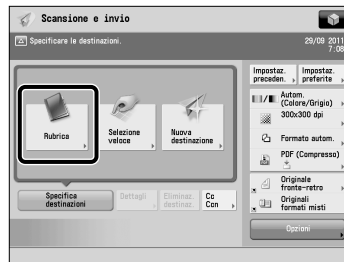 Scansione e invio
Specificare le destinazioni.
29/09 2011
7:08
Impostaz. preceden.
Impostaz. preferite
Autom. (Colore/Grigio)
300x300 dpi
Rubrica
Selezione veloce
Nuova destinazione
Formato autom.
PDF (Compresso)
Originale fronte-retro
Originali formati misti
Specifica destinazioni
Dettagli
Eliminaz. destinaz.
Cc Ccn
Opzioni